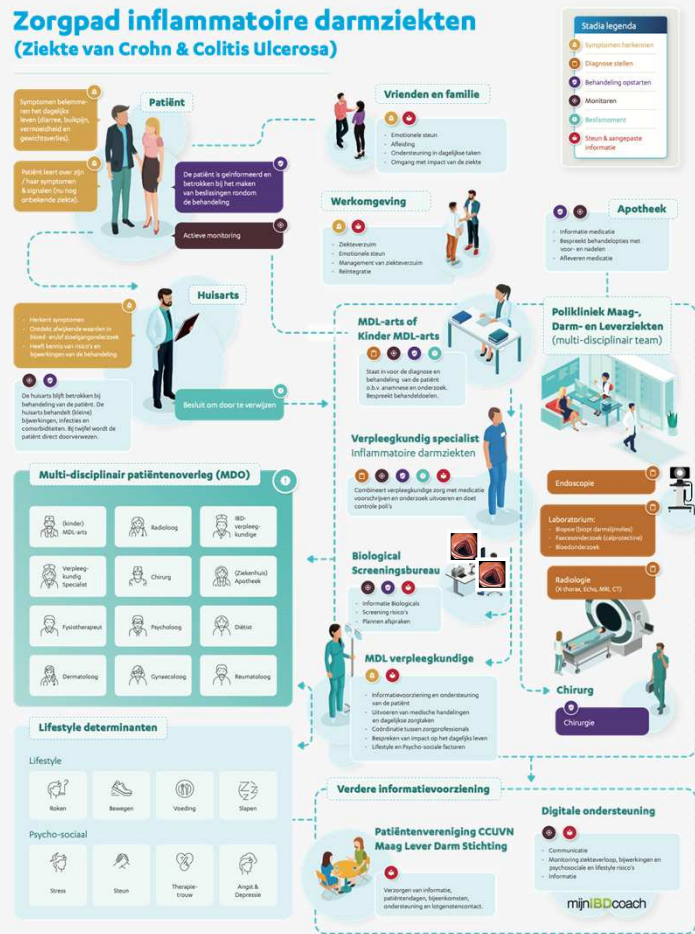 Zorgpad inflammatoire darmziekten
(Ziekte van Crohn & Colitis Ulcerosa)
Stadia legenda
Symptomen herkennen
Diagnose stellen
Behandeling opstarten
Monitoren
Beslismoment
Steun & aangepaste
informatie
Symptomen belemme-
ren het dagelijks
leven (diarree, buikpijn,
vermoeidheid en
gewichtsverlies).
Patiënt
Patiënt leert over zijn
/ haar symptomen
& signalen (nu nog
onbekende ziekte).
De patiënt is geïnformeerd en
betrokken bij het maken
van beslissingen rondom
de behandeling
Actieve monitoring
Vrienden en familie
- Emotionele steun
- Afleiding
- Ondersteuning in dagelijkse taken
- Omgang met impact van de ziekte
Werkomgeving
- Ziekteverzuim
- Emotionele steun
- Management van ziekteverzuim
- Reïntegratie
Apotheek
- Informatie medicatie
- Bespreekt behandelopties met
voor- en nadelen
- Afleveren medicatie
Huisarts
- Herkent symptomen
- Ontdekt afwijkende waarden in
bloed- en/of stoelgangonderzoek
- Heeft kennis van risico's en
bijwerkingen van de behandeling
De huisarts blijft betrokken bij
behandeling van de patiënt. De
huisarts behandelt (kleine)
bijwerkingen, infecties en
comorbiditeiten. Bij twijfel wordt de
patiënt direct doorverwezen.
Besluit om door te verwijzen
MDL-arts of
Kinder MDL-arts
Staat in voor de diagnose en
behandeling van de patiënt
o.b.v. anamnese en onderzoek.
Bespreekt behandeldoelen.
Polikliniek Maag-,
Darm- en Leverziekten
(multi-disciplinair team)
Verpleegkundig specialist
Inflammatoire darmziekten
Combineert verpleegkundige zorg met medicatie
voorschrijven en onderzoek uitvoeren en doet
controle poli's
Endoscopie
Laboratorium:
- Biopsie (biopt darmslijmvlies)
- Faecesonderzoek (calprotectine)
- Bloedonderzoek
Radiologie
(X-thorax, Echo, MRI, CT)
Multi-disciplinair patiëntenoverleg (MDO)
(kinder)
MDL-arts
Radioloog
IBD-
verpleeg-
kundige
Verpleeg-
kundig
Specialist
Chirurg
(Ziekenhuis)
Apotheek
Fysiotherapeut
Psycholoog
Diëtist
Dermatoloog
Gynaecoloog
Reumatoloog
Biological
Screeningsbureau
- Informatie Biologicals
- Screening risico's
- Plannen afspraken
MDL verpleegkundige
- Informatievoorziening en ondersteuning
van de patiënt
- Uitvoeren van medische handelingen
en dagelijkse zorgtaken
- Coördinatie tussen zorgprofessionals
- Bespreken van impact op het dagelijks leven
- Lifestyle en Psycho-sociale factoren
Chirurg
Chirurgie
Lifestyle determinanten
Lifestyle
Roken
Bewegen
Voeding
Slapen
Psycho-sociaal
Stress
Steun
Therapie-
trouw
Angst &
Depressie
Verdere informatievoorziening
Patiëntenvereniging CCUVN
Maag Lever Darm Stichting
Verzorgen van informatie,
patiëntendagen, bijeenkomsten,
ondersteuning en lotgenotencontact.
Digitale ondersteuning
- Communicatie
- Monitoring ziekteverloop, bijwerkingen en
psychosociale en lifestyle risico's
- Informatie
mijnIBDcoach